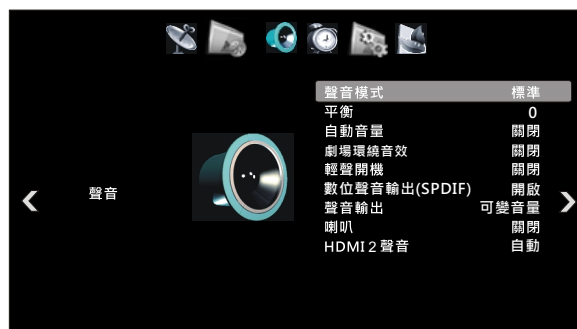 聲音
聲音模式 標準
平衡 0
自動音量 關閉
劇場環繞音效 關閉
輕聲開機 關閉
數位聲音輸出(SPDIF) 開啟
聲音輸出 可變音量
喇叭 關閉
HDMI 2 聲音 自動